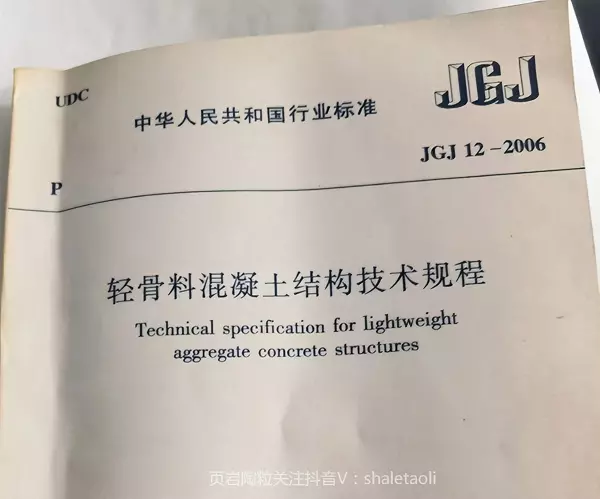 UDC
JGJ
中华人民共和国行业标准
JGJ 12-2006
P
轻骨料混凝土结构技术规程
Technical specification for lightweight
aggregate concrete structures
页岩陶粒关注抖音V：shaletaoli